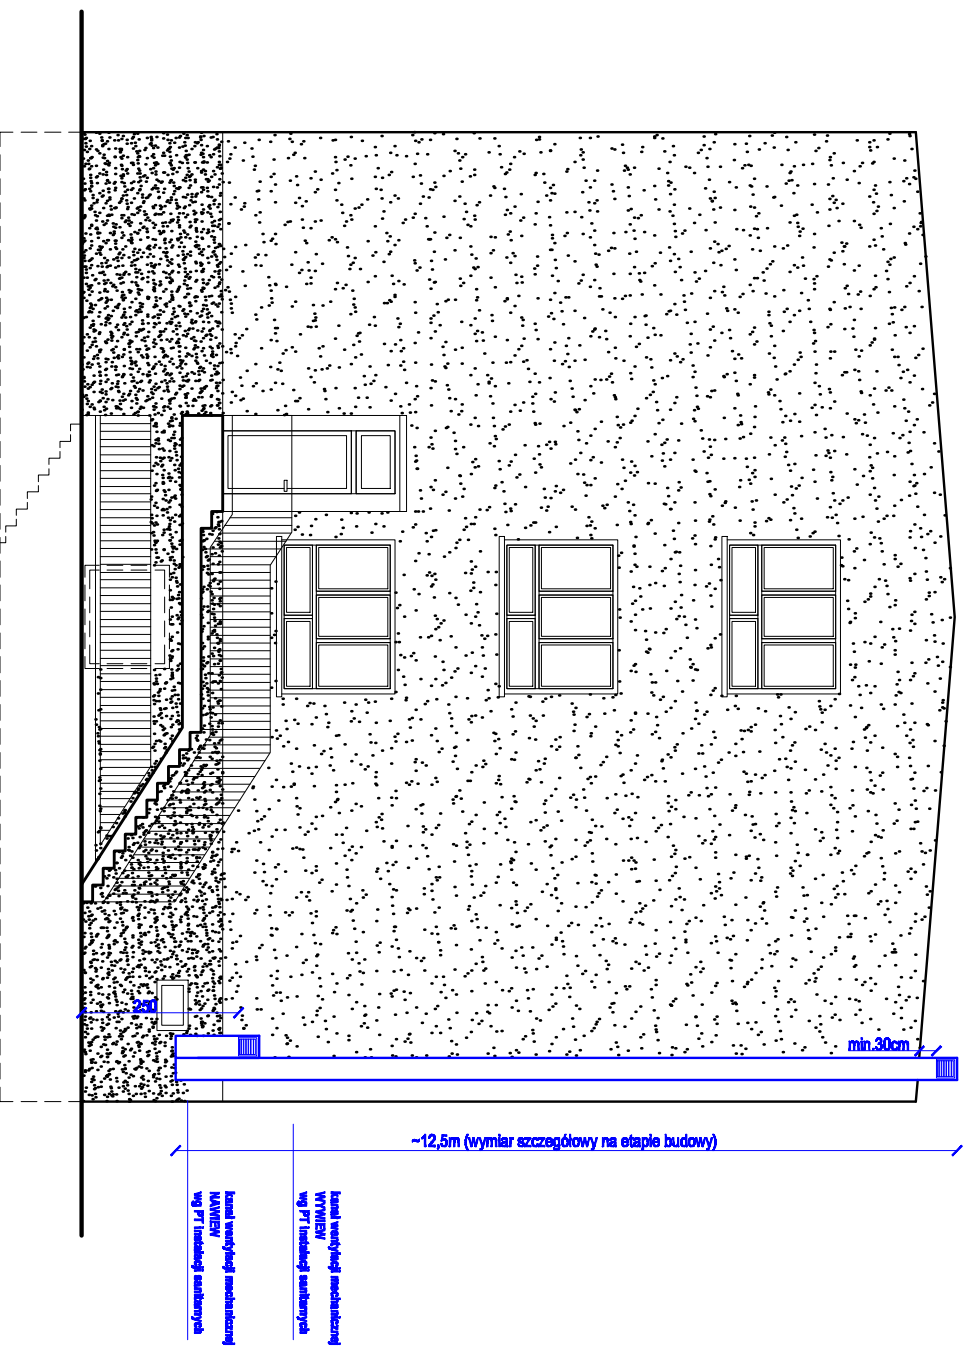 250
min.30cm
~12,5m (wymiar szczegółowy na etapie budowy)
kanał wentylacji mechanicznej
NAWIEW
wg PT instalacji sanitarnych
kanał wentylacji mechanicznej
WYWIEW
wg PT instalacji sanitarnych